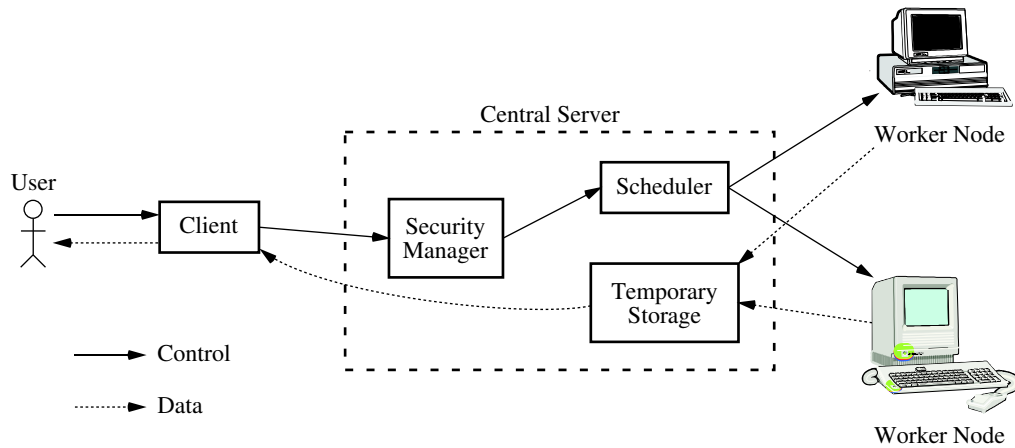 Central Server
Worker Node
User
Scheduler
Client
Security
Manager
Temporary
Storage
Control
Data
Worker Node